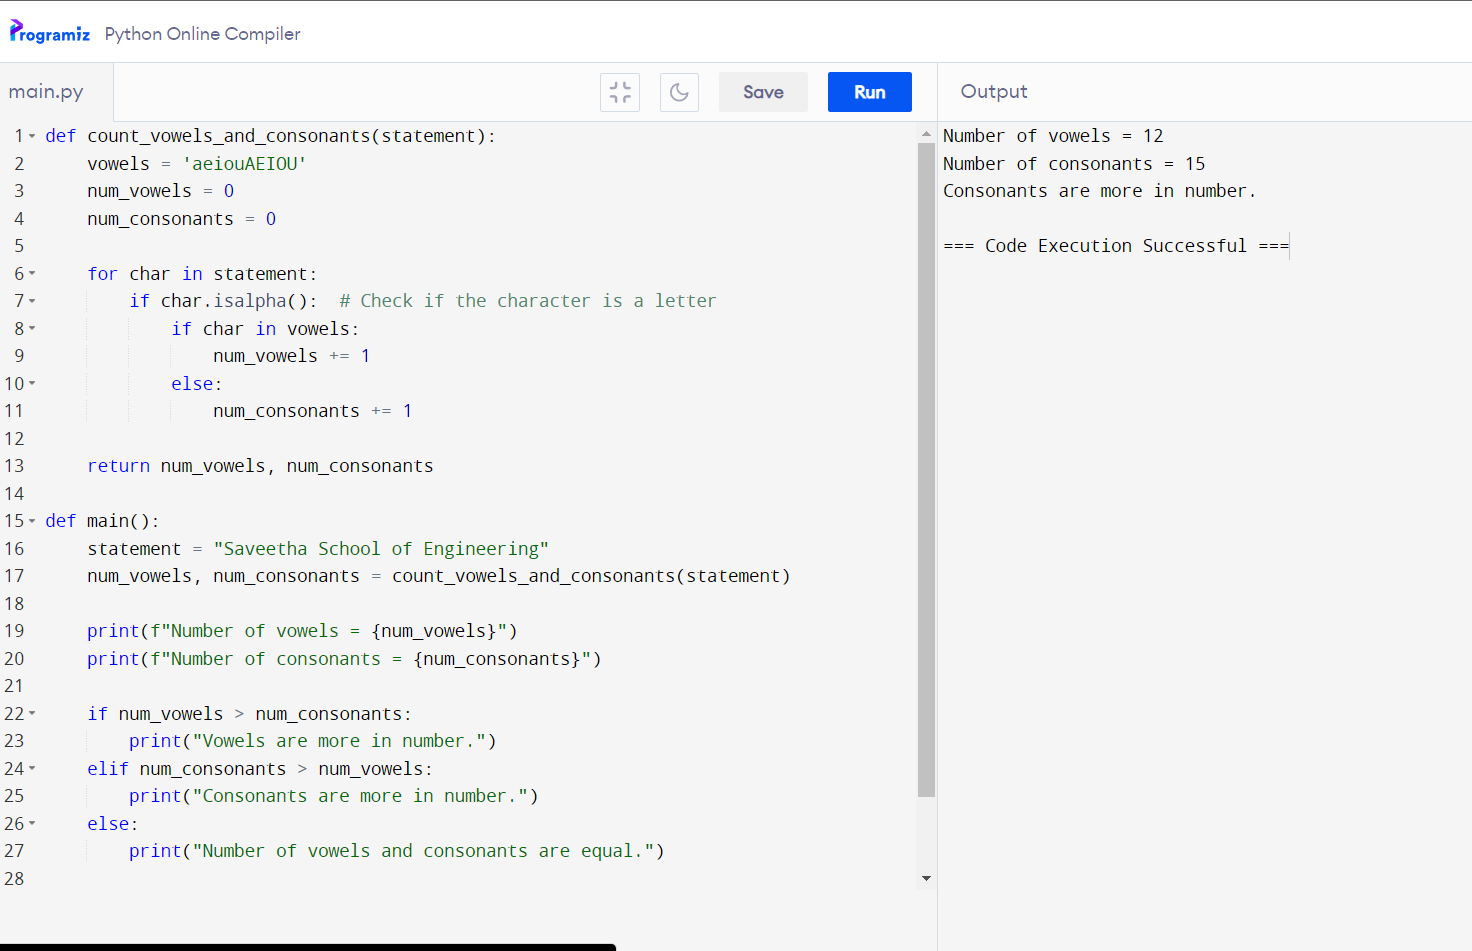 Programiz Python Online Compiler
main.py Save Run
1 def count_vowels_and_consonants(statement):
2     vowels = 'aeiouAEIOU'
3     num_vowels = 0
4     num_consonants = 0
5
6     for char in statement:
7         if char.isalpha():  # Check if the character is a letter
8             if char in vowels:
9                 num_vowels += 1
10             else:
11                 num_consonants += 1
12
13     return num_vowels, num_consonants
14
15 def main():
16     statement = "Saveetha School of Engineering"
17     num_vowels, num_consonants = count_vowels_and_consonants(statement)
18
19     print(f"Number of vowels = {num_vowels}")
20     print(f"Number of consonants = {num_consonants}")
21
22     if num_vowels > num_consonants:
23         print("Vowels are more in number.")
24     elif num_consonants > num_vowels:
25         print("Consonants are more in number.")
26     else:
27         print("Number of vowels and consonants are equal.")
28
Output
Number of vowels = 12
Number of consonants = 15
Consonants are more in number.
=== Code Execution Successful ===